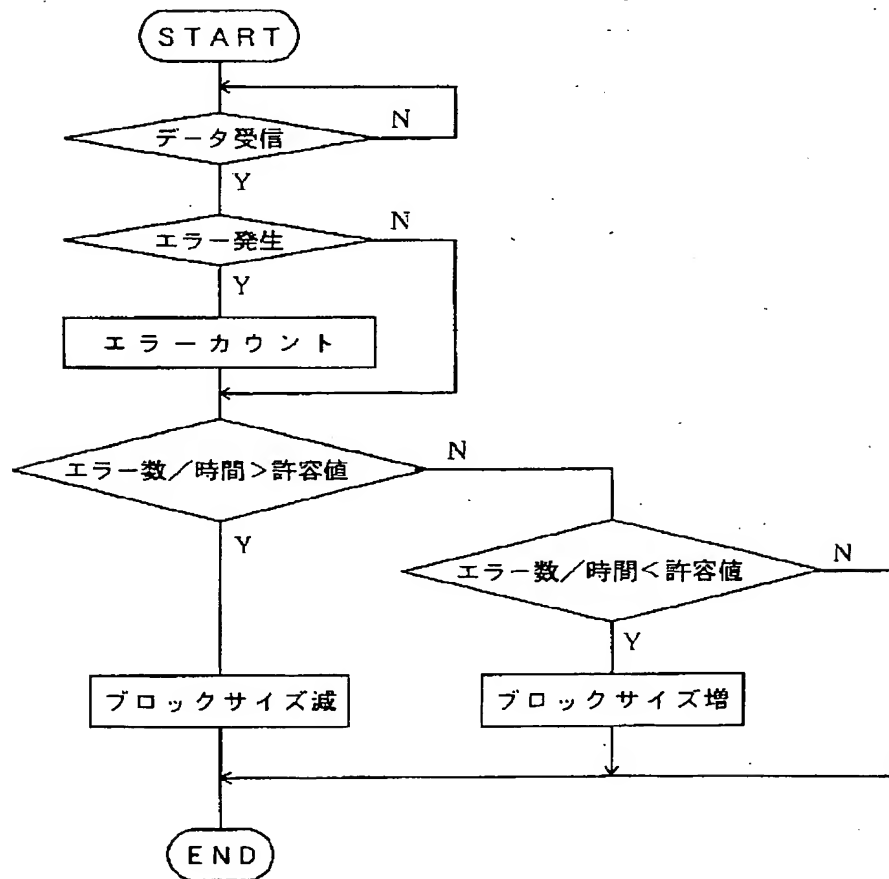 START
データ受信
N
Y
エラー発生
N
Y
エラーカウント
エラー数／時間＞許容値
N
Y
エラー数／時間＜許容値
N
Y
ブロックサイズ減
ブロックサイズ増
END